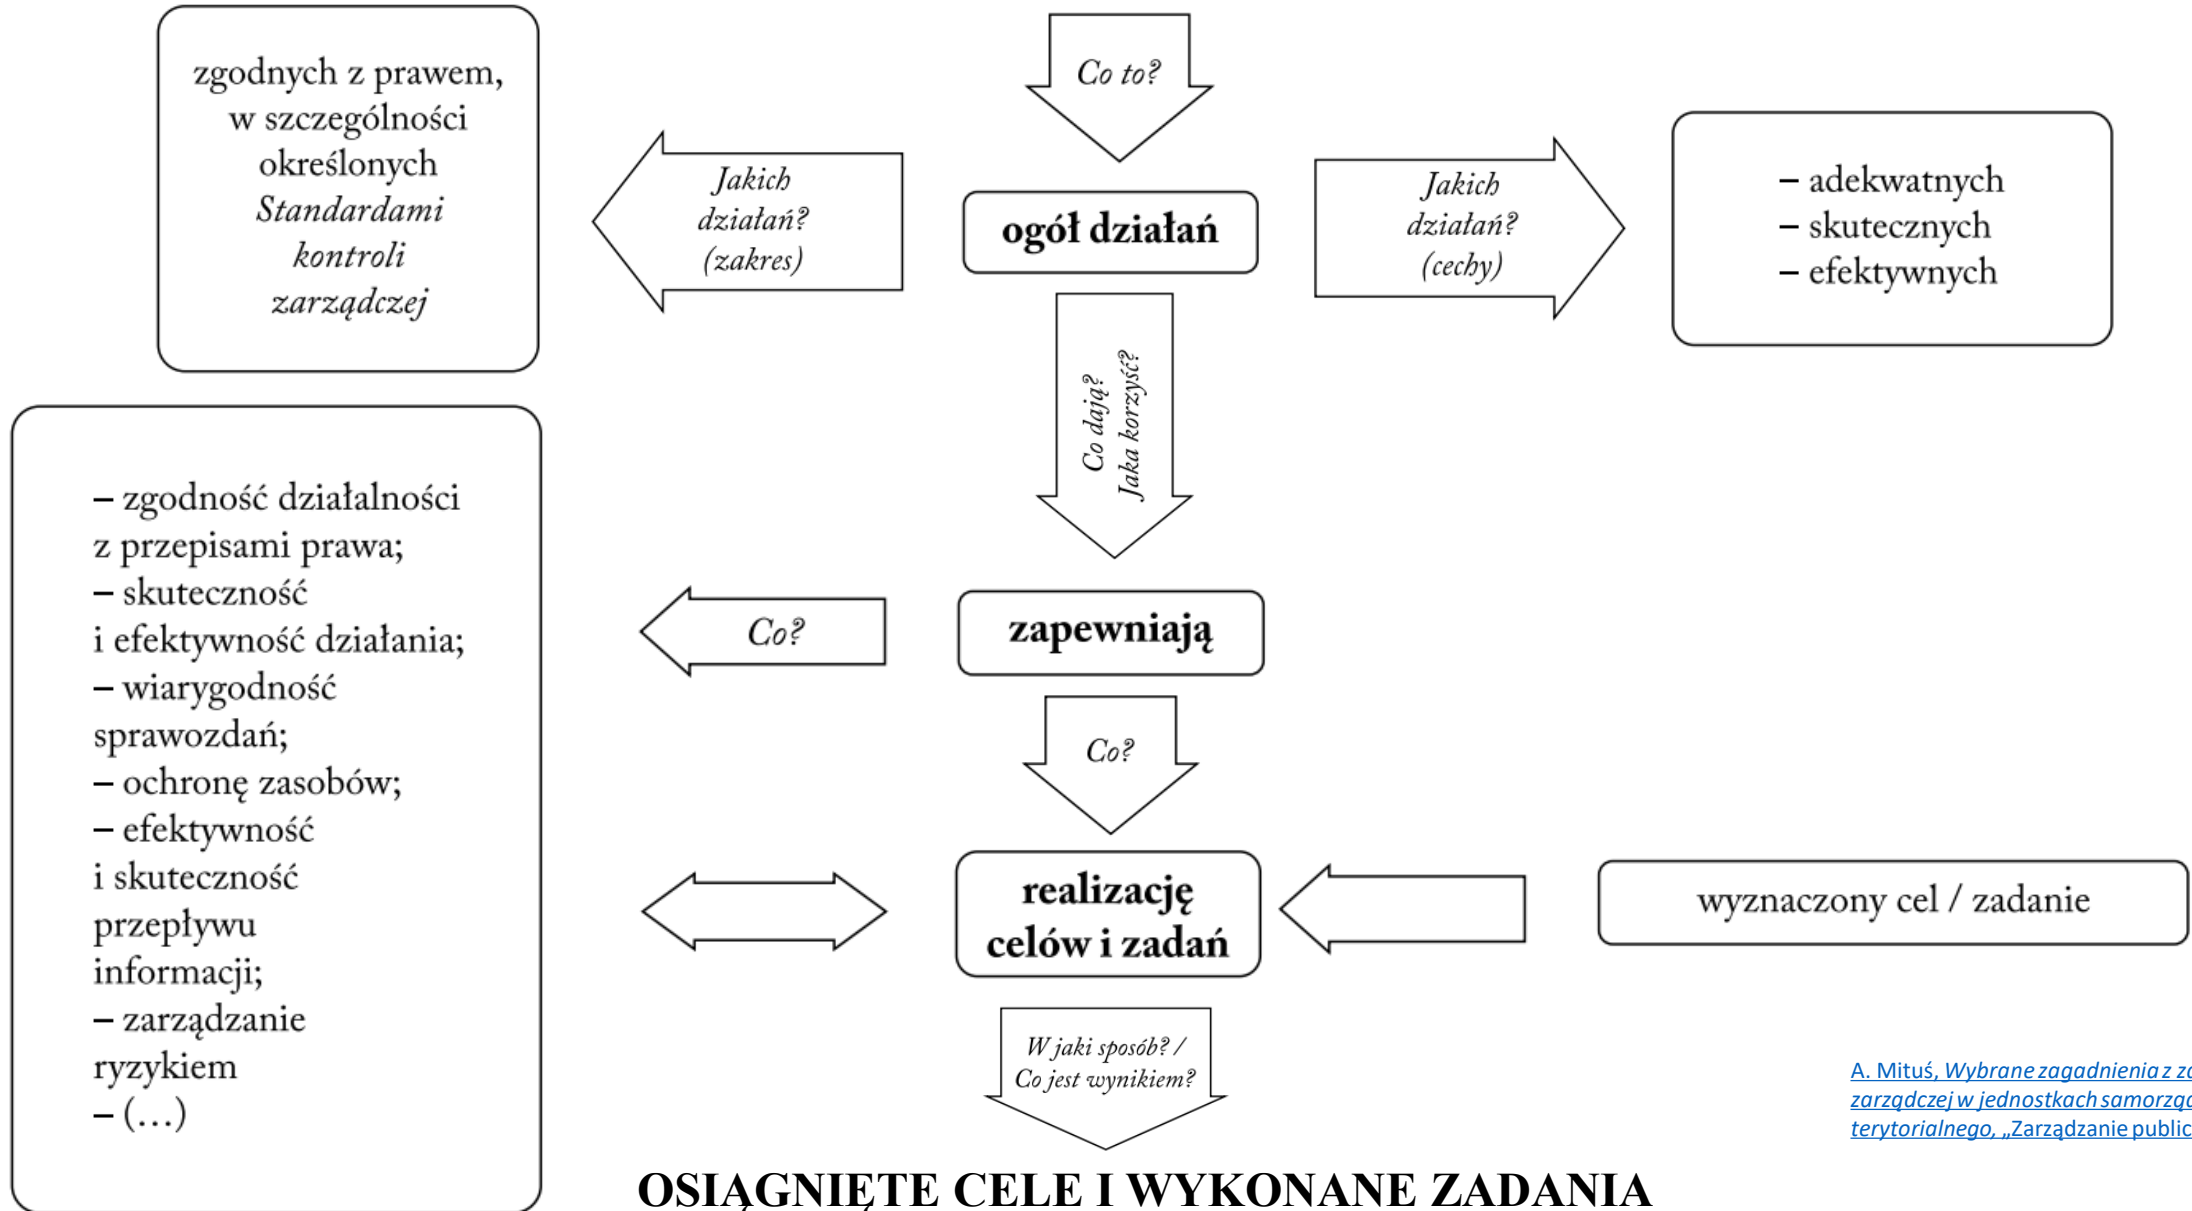 zgodnych z prawem,
w szczególności
określonych
Standardami
kontroli
zarządczej
Co to?
Jakich
działań?
(zakres)
ogół działań
Jakich
działań?
(cechy)
– adekwatnych
– skutecznych
– efektywnych
Co dają?
Jaka korzyść?
– zgodność działalności
z przepisami prawa;
– skuteczność
i efektywność działania;
– wiarygodność
sprawozdań;
– ochronę zasobów;
– efektywność
i skuteczność
przepływu
informacji;
– zarządzanie
ryzykiem
– (…)
Co?
zapewniają
Co?
realizację
celów i zadań
wyznaczony cel / zadanie
W jaki sposób? /
Co jest wynikiem?
A. Mituś, Wybrane zagadnienia z
zarządczej w jednostkach
terytorialnego, „Zarządzanie
OSIĄGNIĘTE CELE I WYKONANE ZADANIA